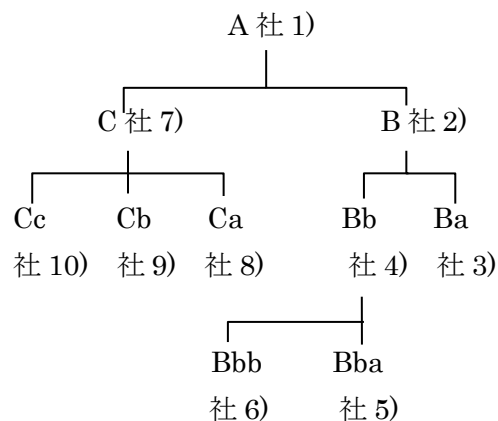 A 社 1)
C 社 7) B 社 2)
Cc Cb Ca Bb Ba
社 10) 社 9) 社 8) 社 4) 社 3)
Bbb Bba
社 6) 社 5)